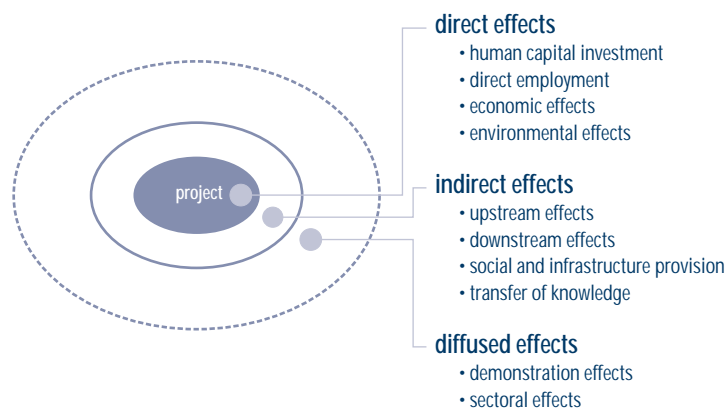 direct effects
• human capital investment
• direct employment
• economic effects
• environmental effects
project
indirect effects
• upstream effects
• downstream effects
• social and infrastructure provision
• transfer of knowledge
diffused effects
• demonstration effects
• sectoral effects